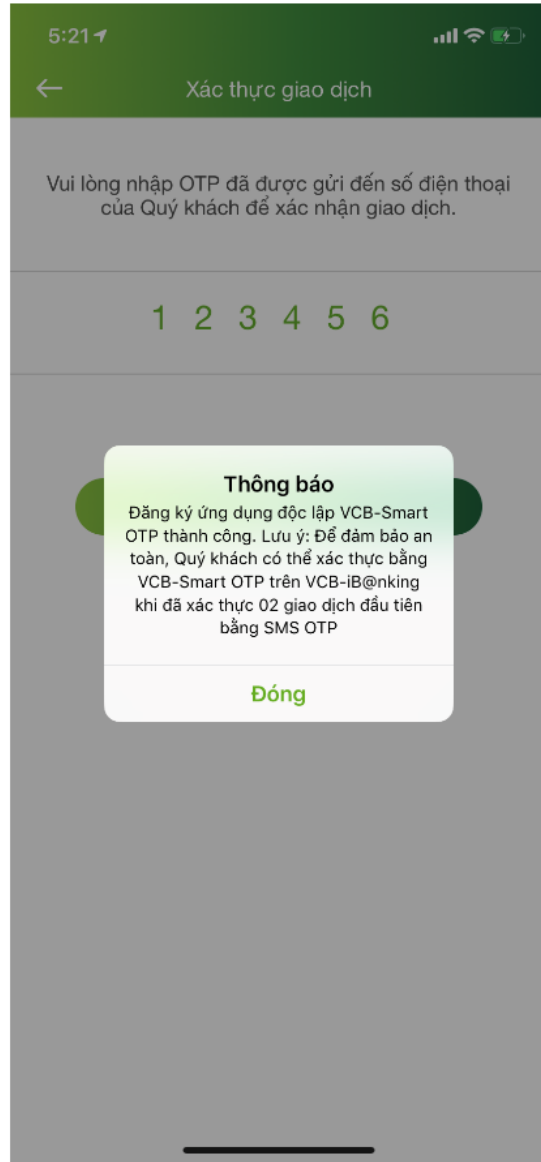 5:21
Xác thực giao dịch
Vui lòng nhập OTP đã được gửi đến số điện thoại
của Quý khách để xác nhận giao dịch.
1 2 3 4 5 6
Thông báo
Đăng ký ứng dụng độc lập VCB-Smart
OTP thành công. Lưu ý: Để đảm bảo an
toàn, Quý khách có thể xác thực bằng
VCB-Smart OTP trên VCB-iB@nking
khi đã xác thực 02 giao dịch đầu tiên
bằng SMS OTP
Đóng